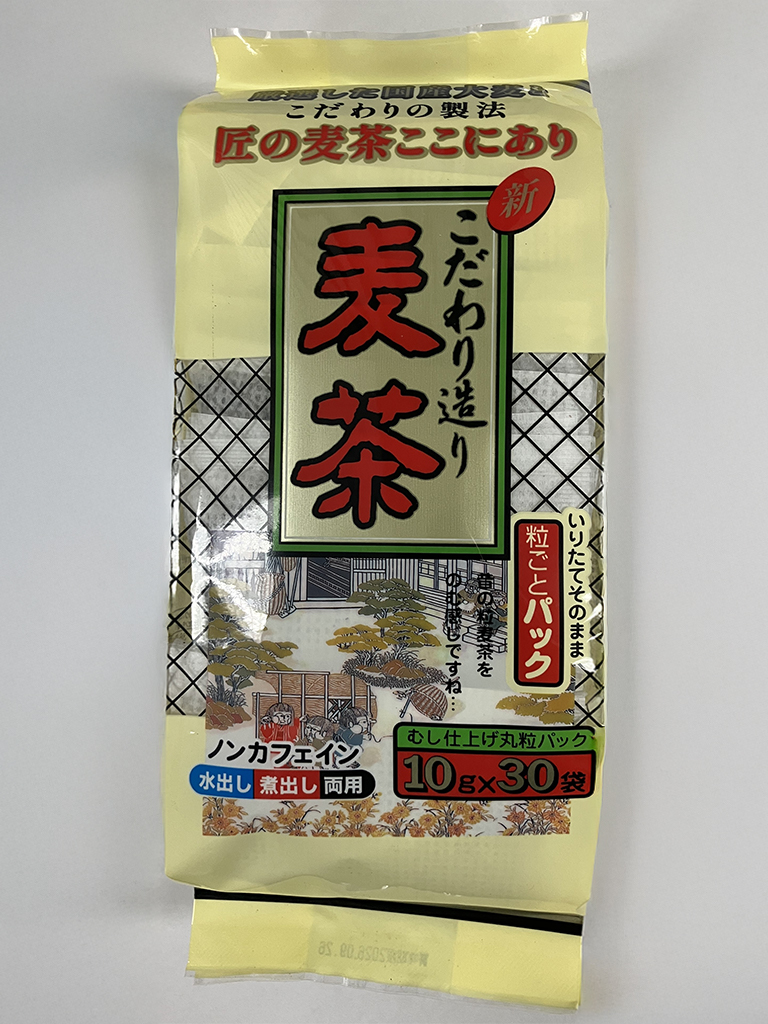 厳選した国産大麦と
こだわりの製法
匠の麦茶ここにあり
新
こだわり造り
麦茶
いりたてそのまま
粒ごとパック
昔の粒麦茶を
のむ感じですね…
ノンカフェイン
水出し 煮出し 両用
むし仕上げ丸粒パック
10g×30袋
2026.09.26